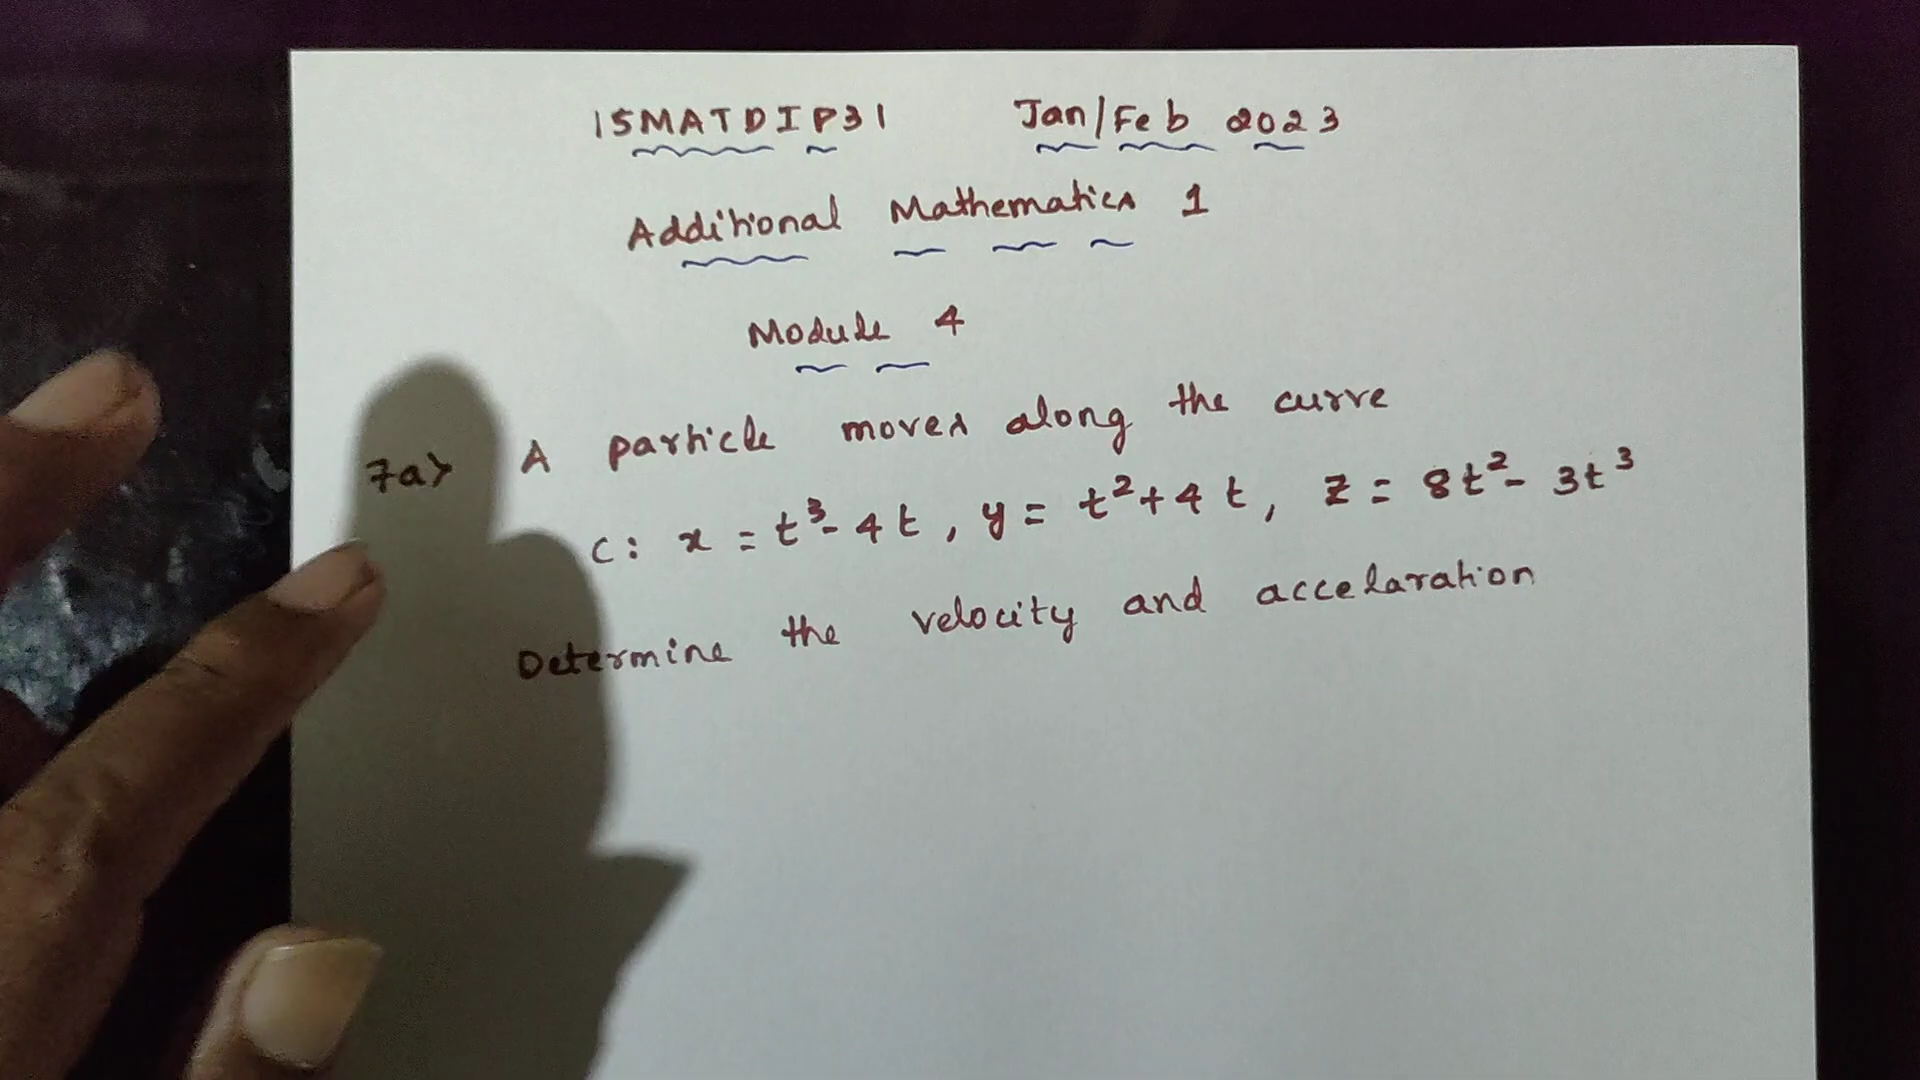 15MATDIP31 Jan/Feb 2023
Additional Mathematics 1
Module 4
7a> A particle moves along the curve
C: x = t³- 4t, y = t²+4t, z = 8t²- 3t³
Determine the velocity and accelaration